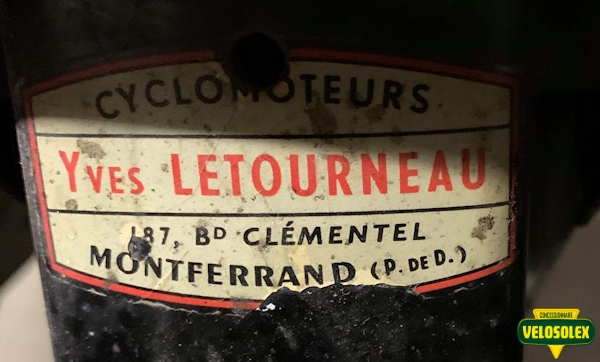 CYCLOMOTEURS
YVES LETOURNEAU
187, BD CLÉMENTEL
MONTFERRAND (P. DE D.)
CONCESSIONNAIRE
VELOSOLEX